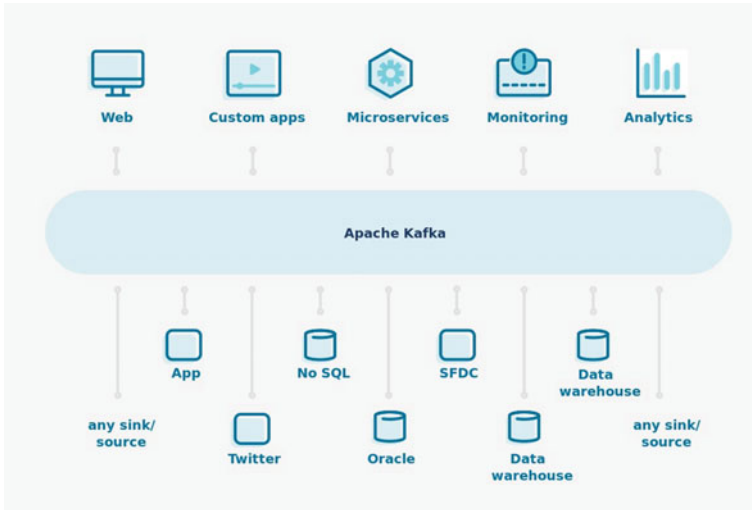 Web
Custom apps
Microservices
Monitoring
Analytics
Apache Kafka
App
No SQL
SFDC
Data
warehouse
any sink/
source
Twitter
Oracle
Data
warehouse
any sink/
source